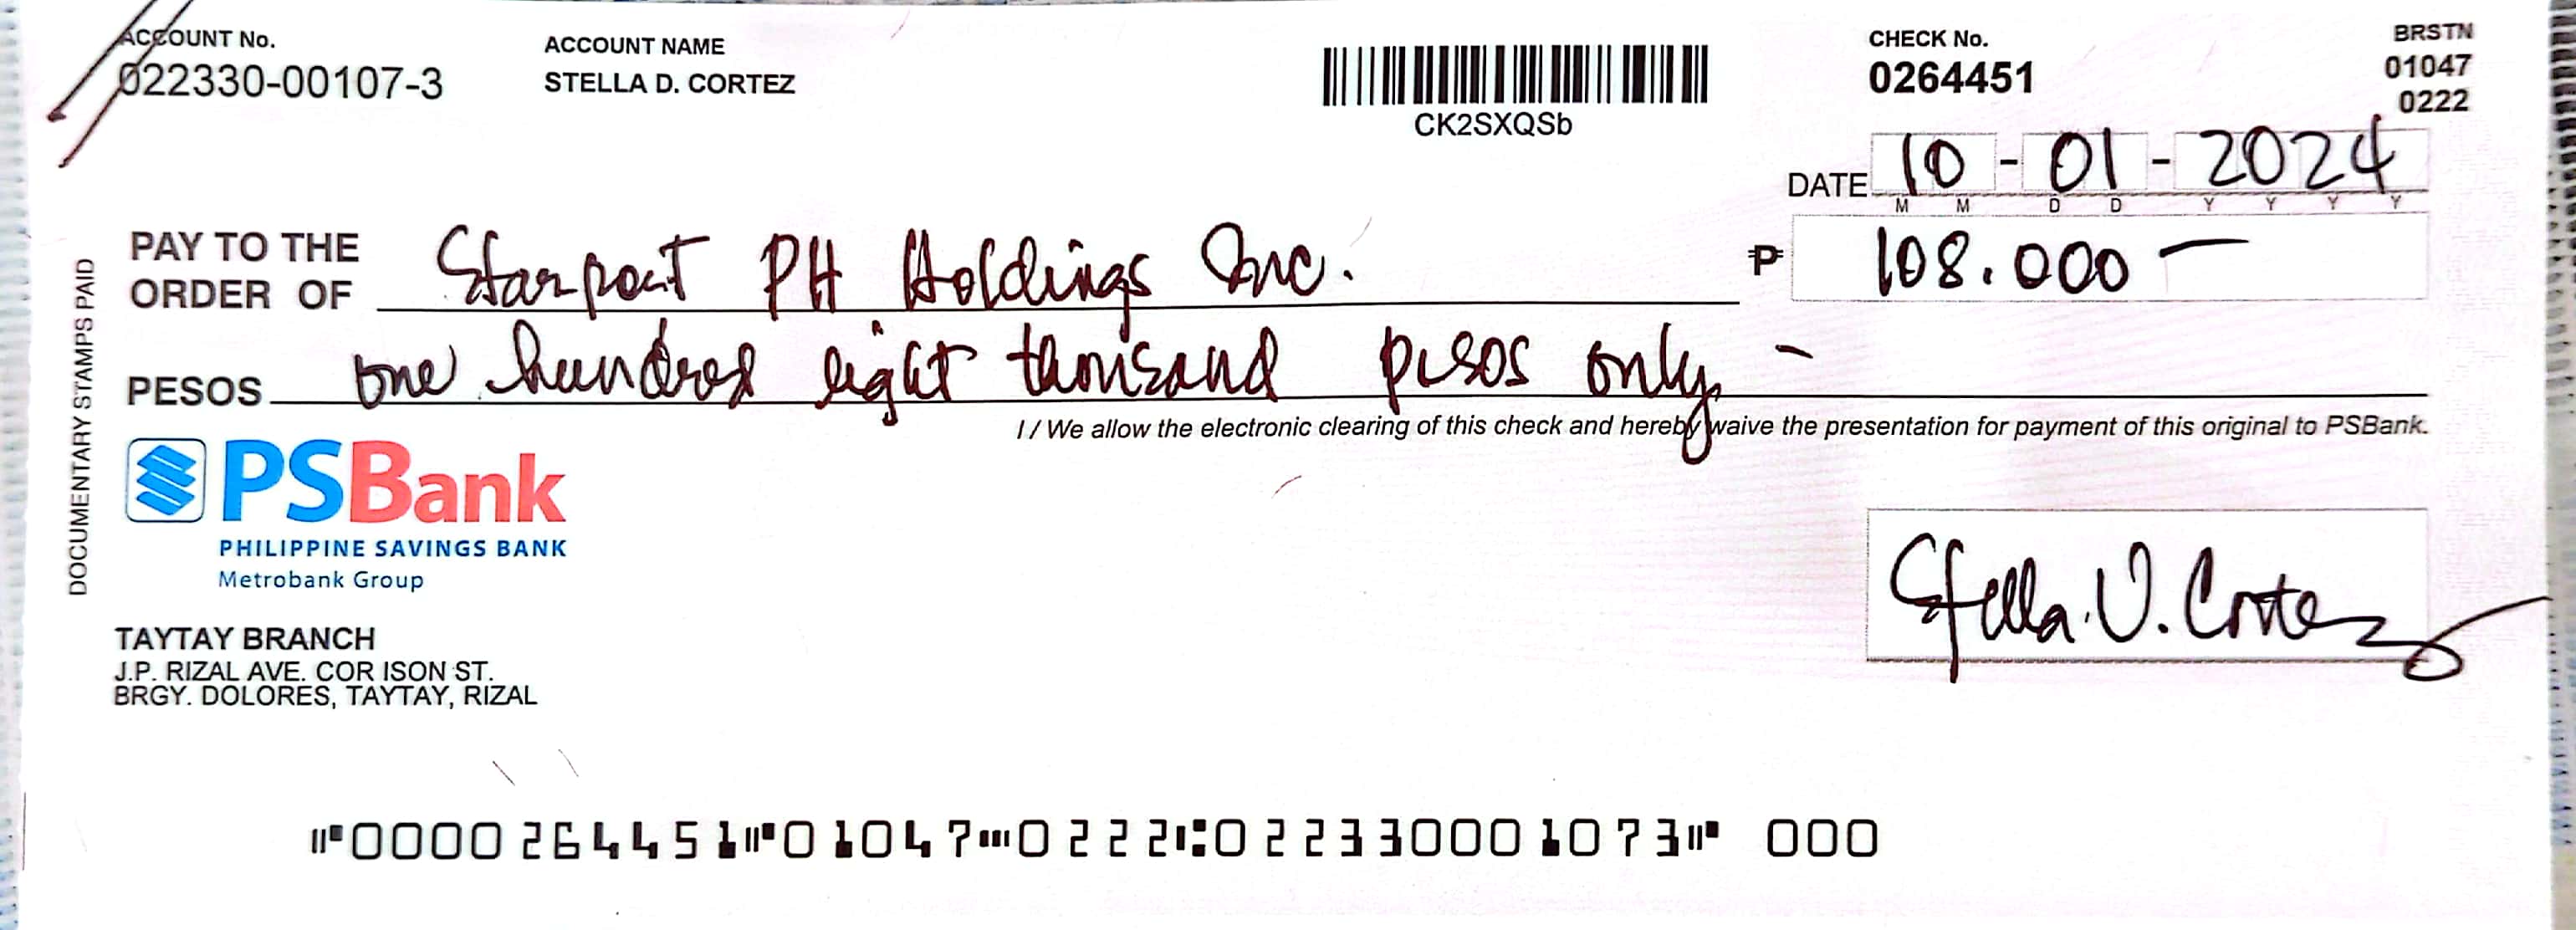 ACCOUNT No.
022330-00107-3
ACCOUNT NAME
STELLA D. CORTEZ
CK2SXQSb
CHECK No.
0264451
BRSTN
01047
0222
DATE 10 - 01 - 2024
M M D D Y Y Y Y
PAY TO THE
ORDER OF Starpost PH Holdings Inc.
₱ 108.000 —
PESOS one hundred eight thousand pesos only -
I / We allow the electronic clearing of this check and hereby waive the presentation for payment of this original to PSBank.
DOCUMENTARY STAMPS PAID
PSBank
PHILIPPINE SAVINGS BANK
Metrobank Group
TAYTAY BRANCH
J.P. RIZAL AVE. COR ISON ST.
BRGY. DOLORES, TAYTAY, RIZAL
Stella D. Cortez
⑈0000264451⑈01047⑉0222⑆022330001073⑈ 000